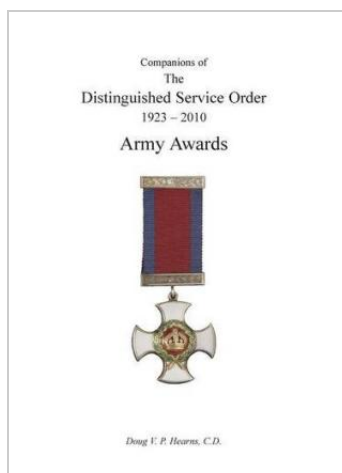 Companions of
The
Distinguished Service Order
1923 – 2010
Army Awards
Doug V. P. Hearns, C.D.